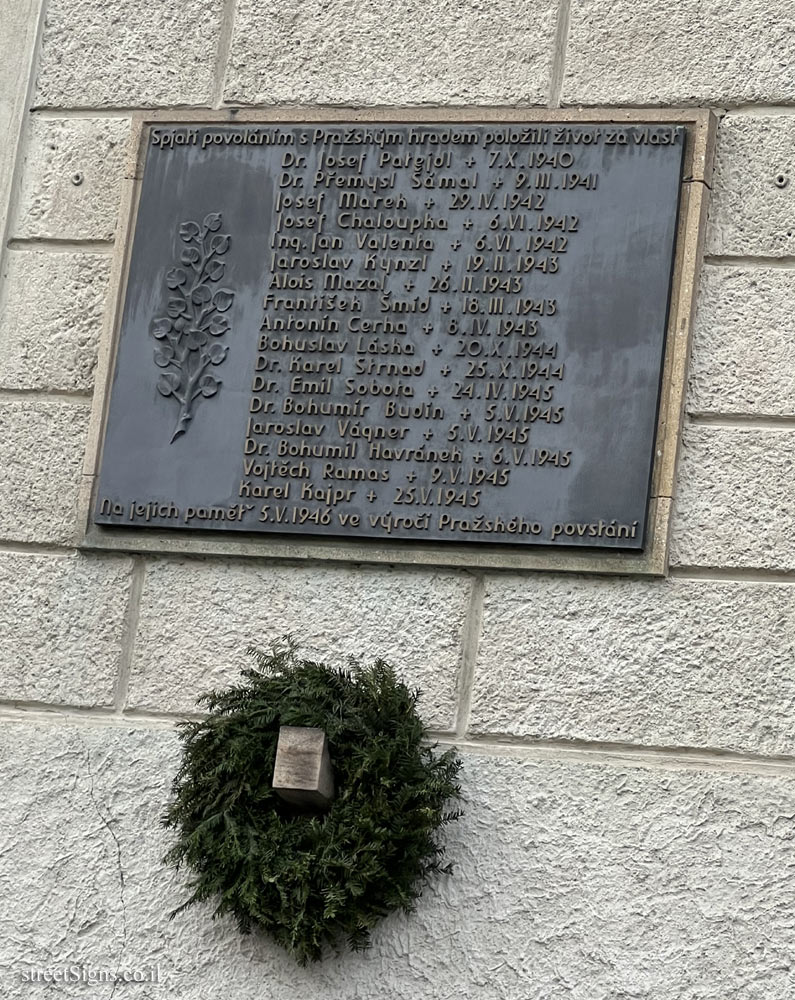 Spjati povoláním s Pražským hradem položili život za vlast
Dr. Josef Pařejdl + 7.X.1940
Dr. Přemysl Šámal + 9.III.1941
Josef Marek + 29.IV.1942
Josef Chaloupka + 6.VI.1942
Ing. Jan Valenta + 6.VI.1942
Jaroslav Kynzl + 19.II.1943
Alois Mazal + 26.II.1943
František Šmíd + 18.III.1943
Antonín Cerha + 8.IV.1943
Bohuslav Láska + 20.X.1944
Dr. Karel Strnad + 25.X.1944
Dr. Emil Sobota + 24.IV.1945
Dr. Bohumír Budín + 5.V.1945
Jaroslav Vágner + 5.V.1945
Dr. Bohumil Havránek + 6.V.1945
Vojtěch Ramas + 9.V.1945
Karel Kajpr + 25.V.1945
Na jejich paměť 5.V.1946 ve výročí Pražského povstání
streetSigns.co.il